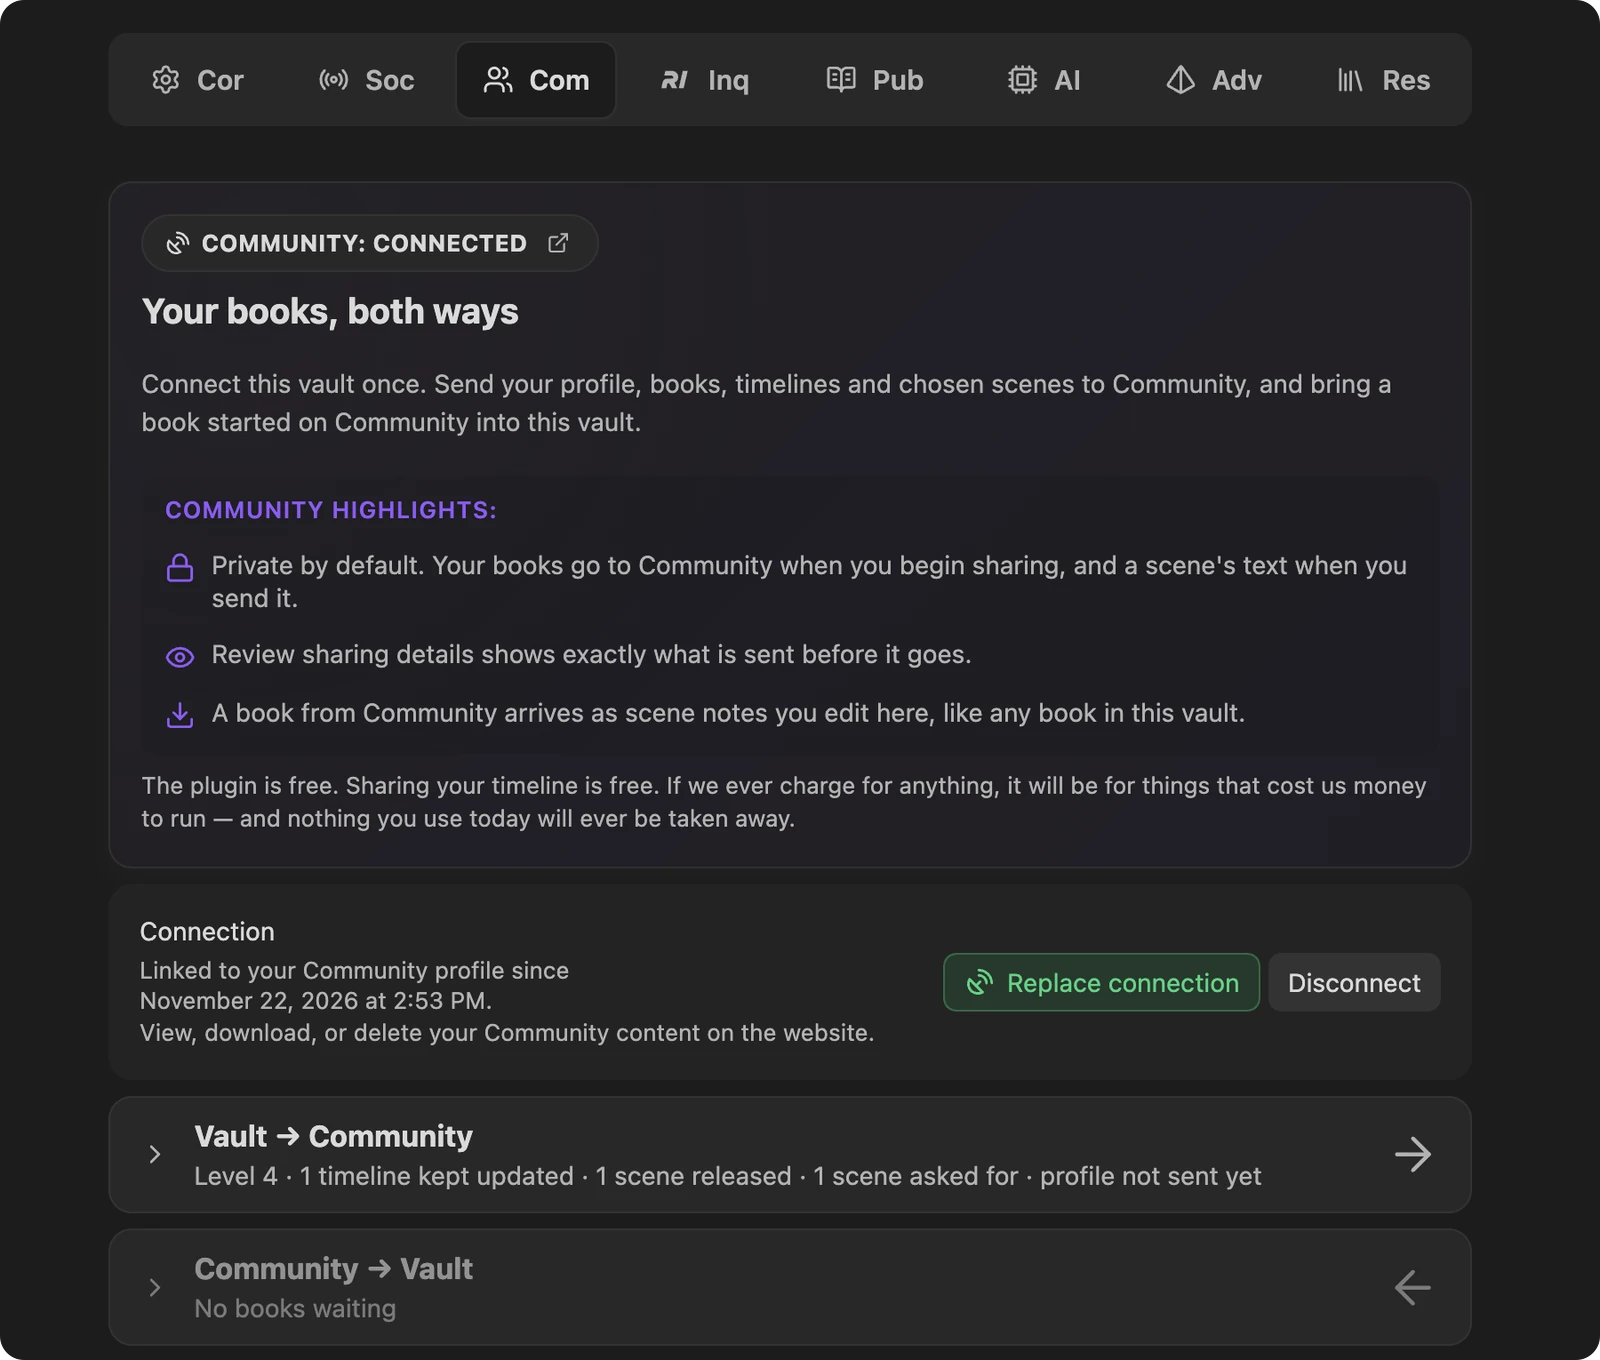 Cor
Soc
Com
RI Inq
Pub
AI
Adv
Res
COMMUNITY: CONNECTED
Your books, both ways
Connect this vault once. Send your profile, books, timelines and chosen scenes to Community, and bring a
book started on Community into this vault.
COMMUNITY HIGHLIGHTS:
Private by default. Your books go to Community when you begin sharing, and a scene's text when you
send it.
Review sharing details shows exactly what is sent before it goes.
A book from Community arrives as scene notes you edit here, like any book in this vault.
The plugin is free. Sharing your timeline is free. If we ever charge for anything, it will be for things that cost us money
to run — and nothing you use today will ever be taken away.
Connection
Linked to your Community profile since
November 22, 2026 at 2:53 PM.
View, download, or delete your Community content on the website.
Replace connection
Disconnect
Vault → Community
Level 4 · 1 timeline kept updated · 1 scene released · 1 scene asked for · profile not sent yet
Community → Vault
No books waiting